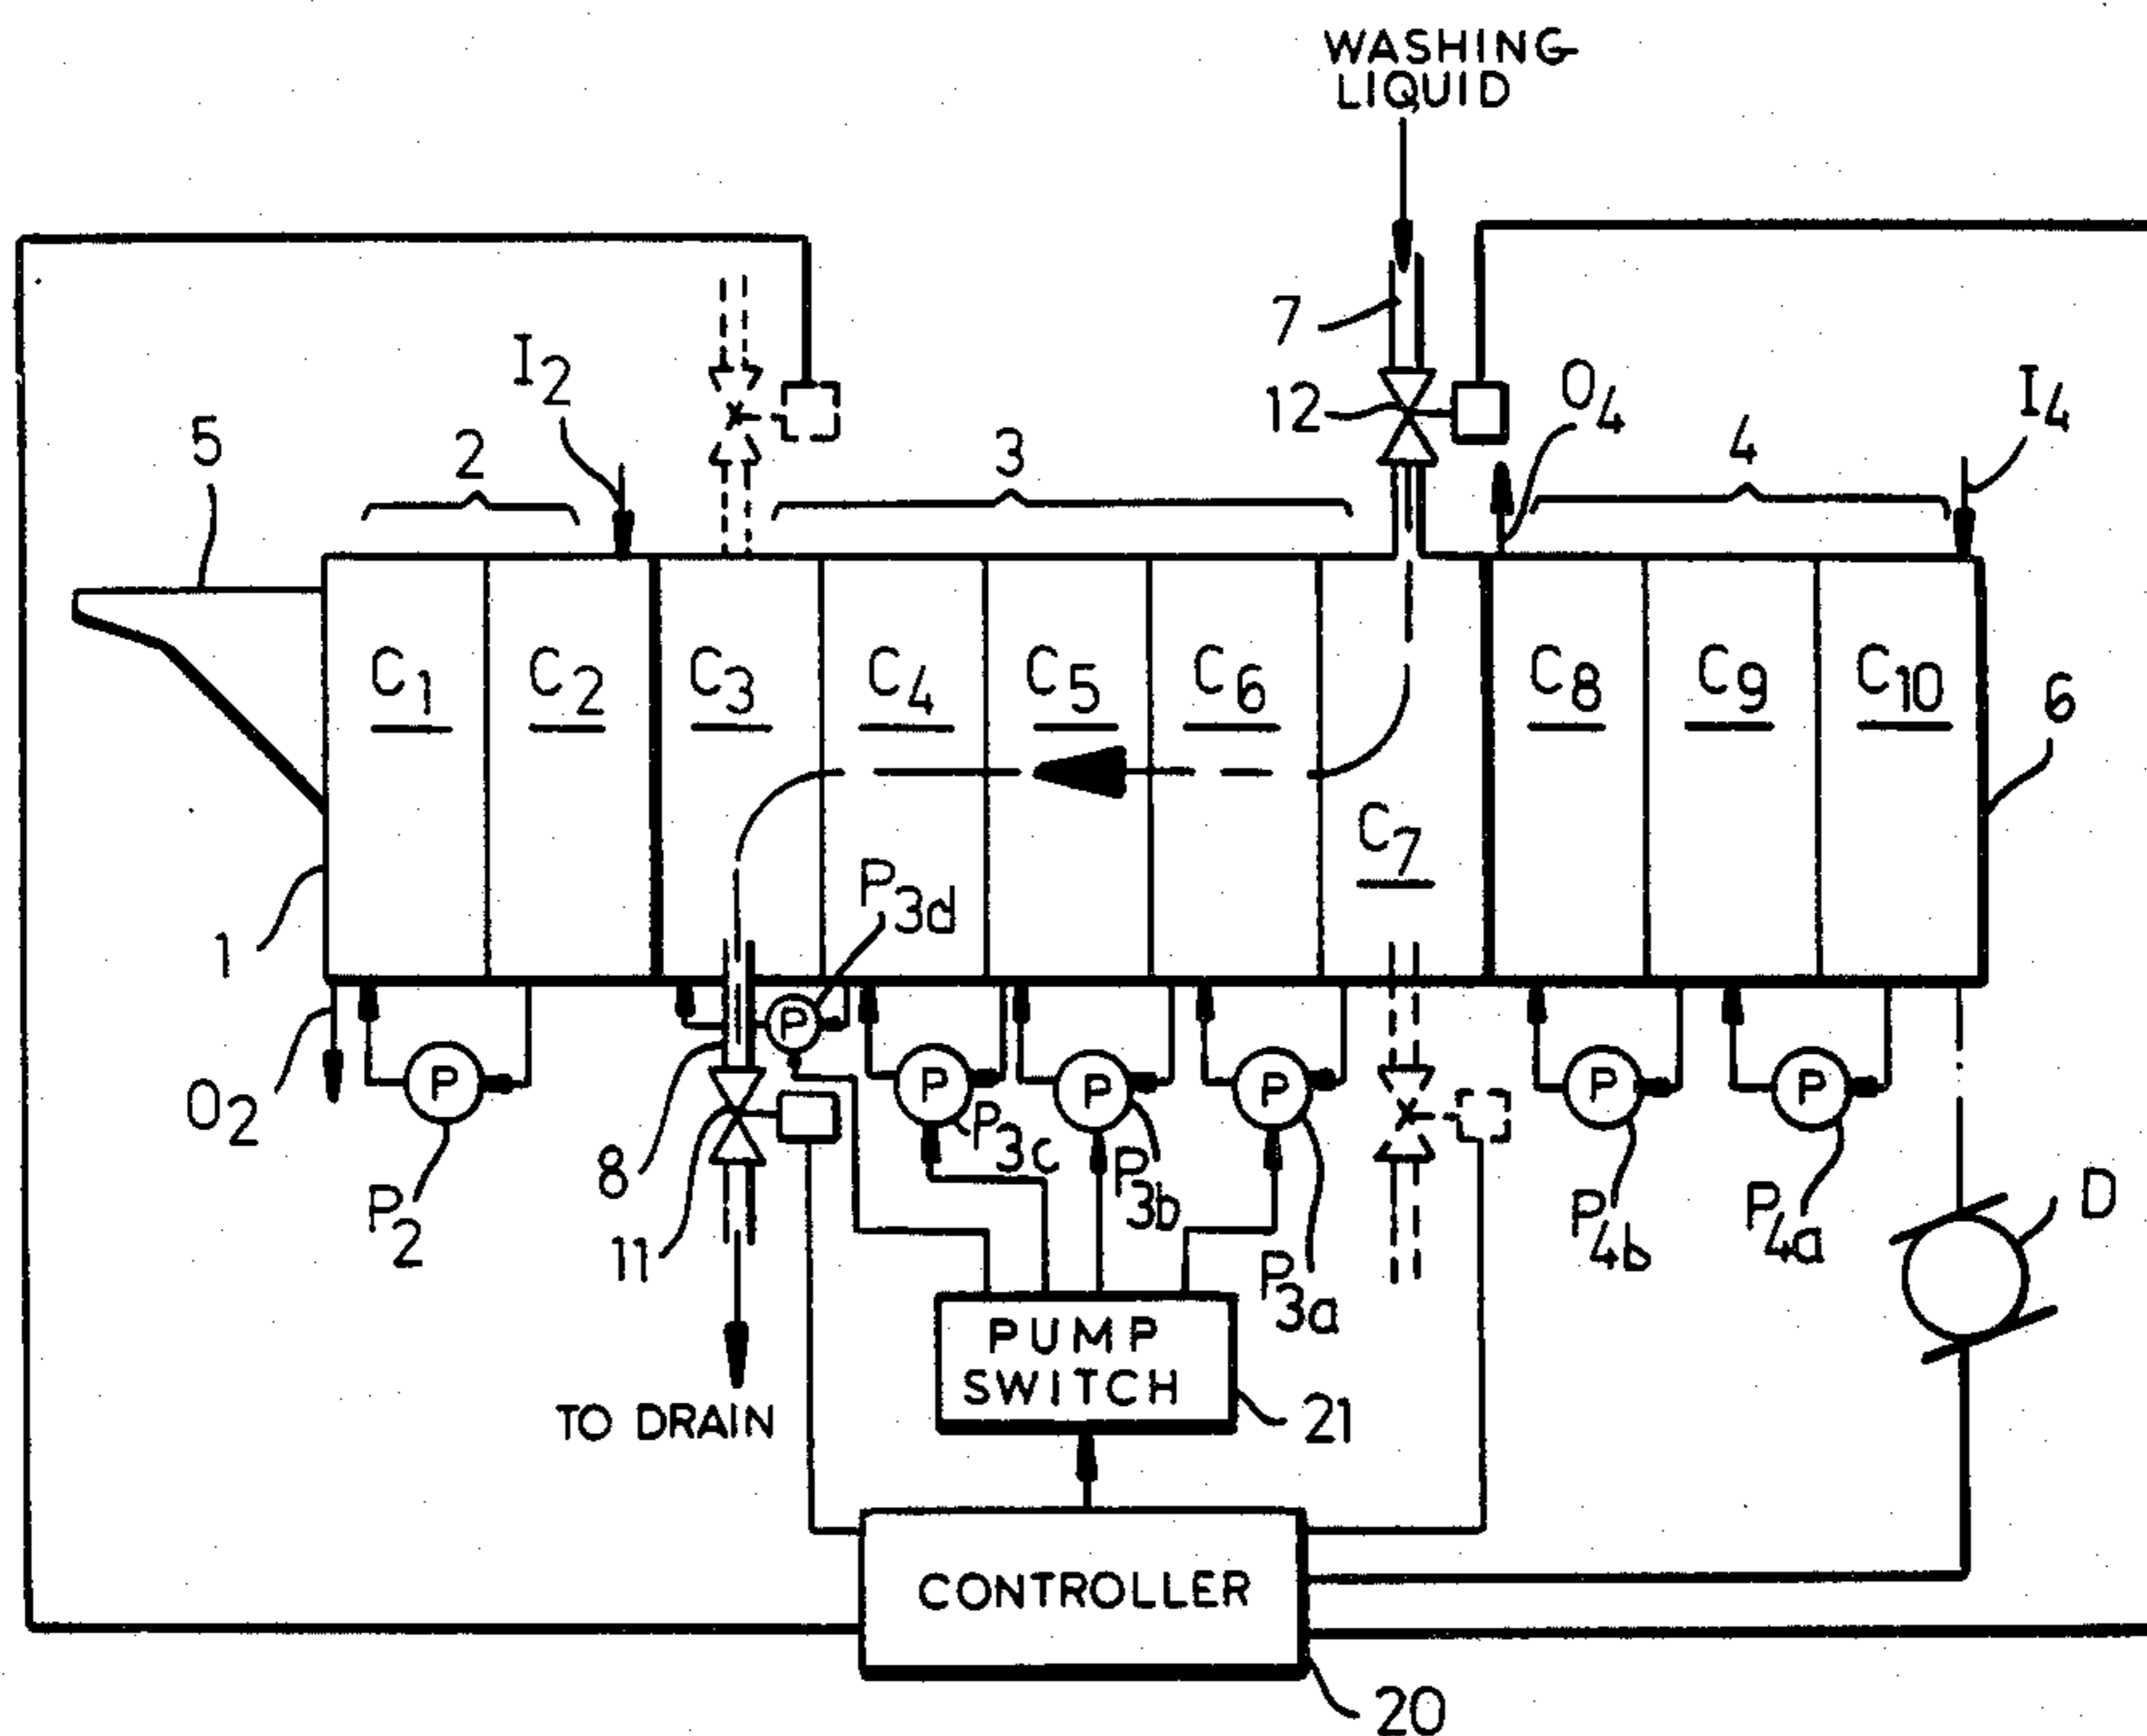 WASHING
LIQUID
7
I2
12
O4
I4
5
2
3
4
C1
C2
C3
C4
C5
C6
C8
C9
C10
6
C7
P3d
1
P
P
P
P
P
P
P
O2
8
P3c
P3b
P2
11
P3a
P4b
P4a
D
PUMP
SWITCH
21
TO DRAIN
CONTROLLER
20